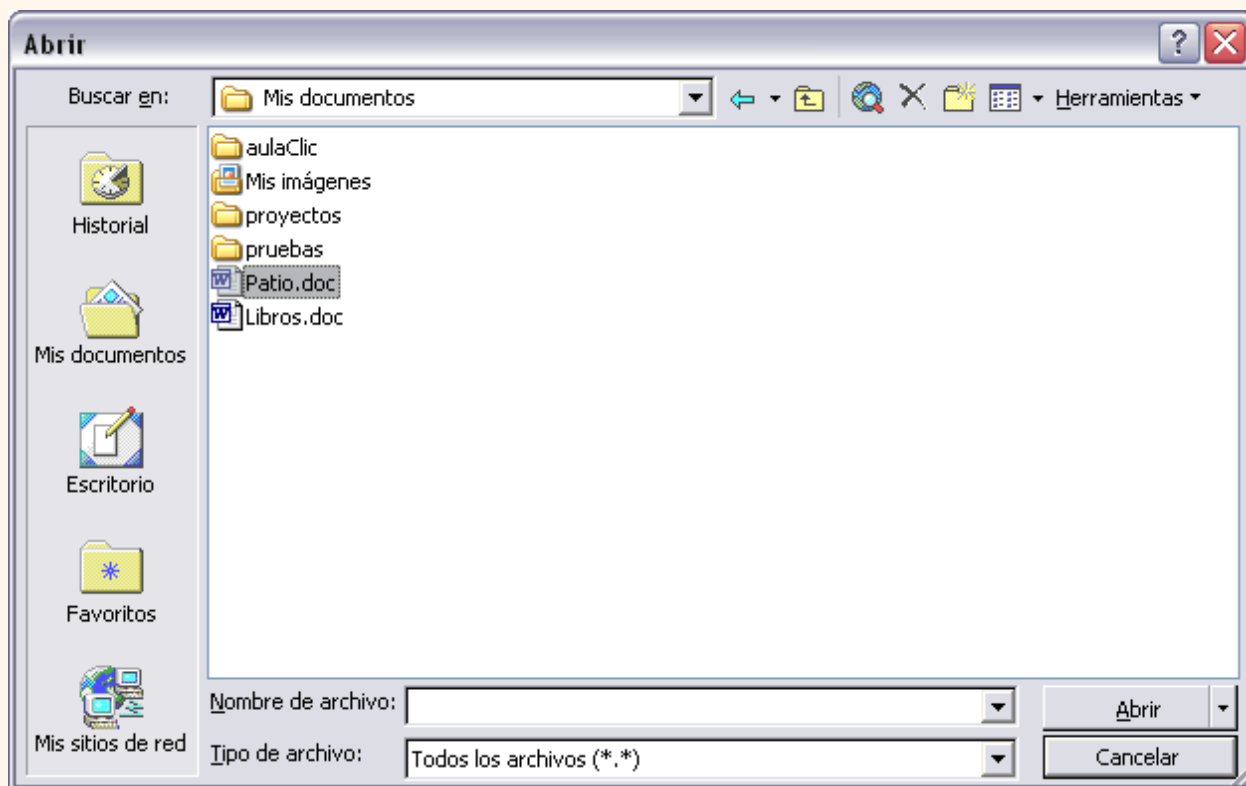 Abrir
Buscar en:
Mis documentos
Herramientas
aulaClic
Mis imágenes
proyectos
pruebas
Patio.doc
Libros.doc
Historial
Mis documentos
Escritorio
Favoritos
Mis sitios de red
Nombre de archivo:
Abrir
Tipo de archivo:
Todos los archivos (*.*)
Cancelar